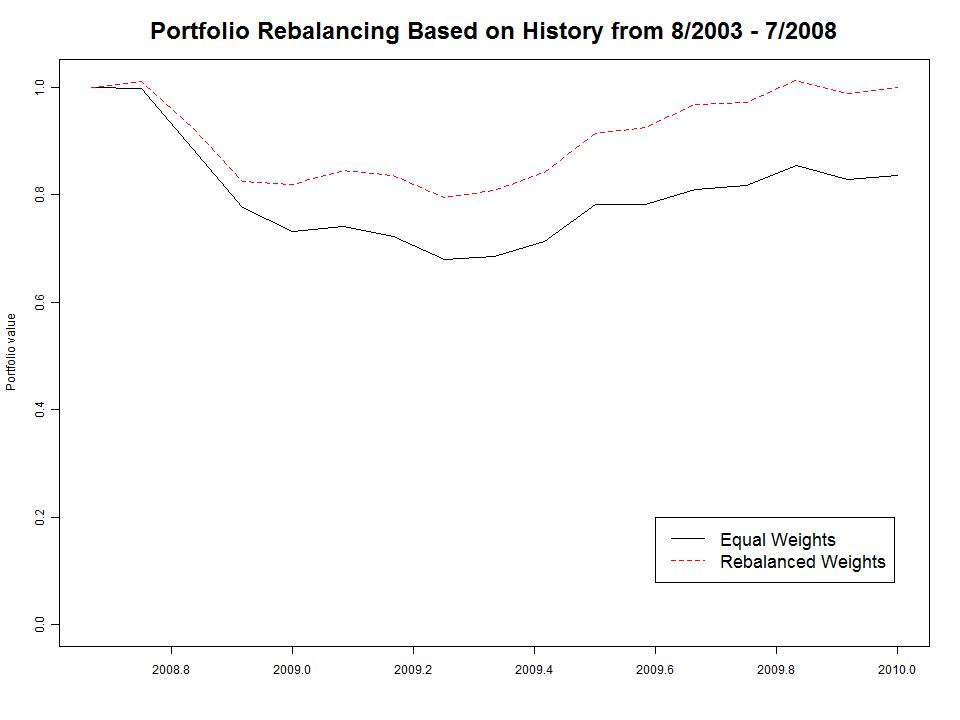 Portfolio Rebalancing Based on History from 8/2003 - 7/2008
Portfolio value
1.0
0.8
0.6
0.4
0.2
0.0
Equal Weights
Rebalanced Weights
2008.8 2009.0 2009.2 2009.4 2009.6 2009.8 2010.0